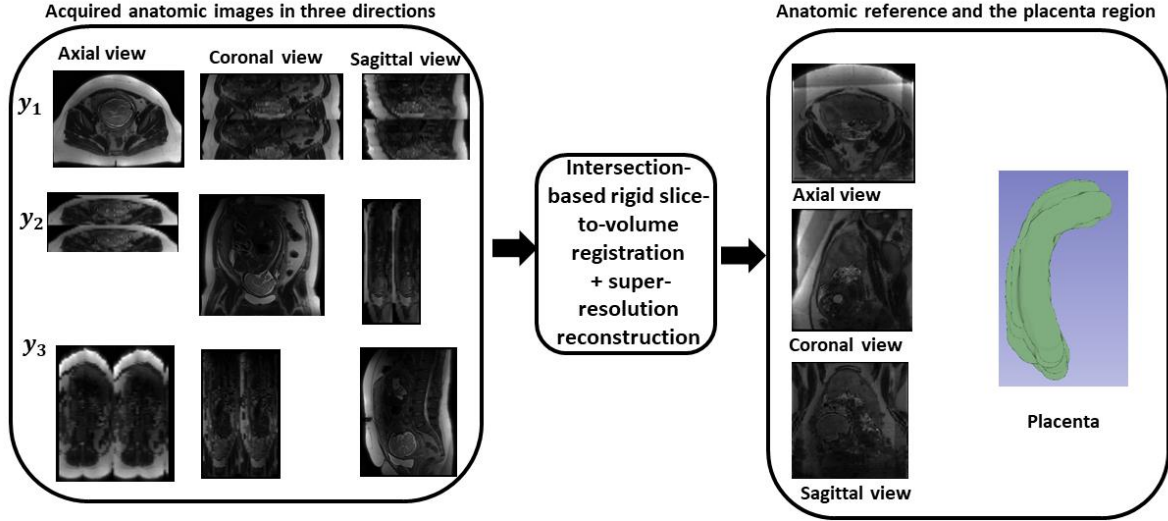 Acquired anatomic images in three directions
Anatomic reference and the placenta region
Axial view
Coronal view
Sagittal view
y₁
y₂
y₃
Intersection-
based rigid slice-
to-volume
registration
+ super-
resolution
reconstruction
Axial view
Coronal view
Sagittal view
Placenta